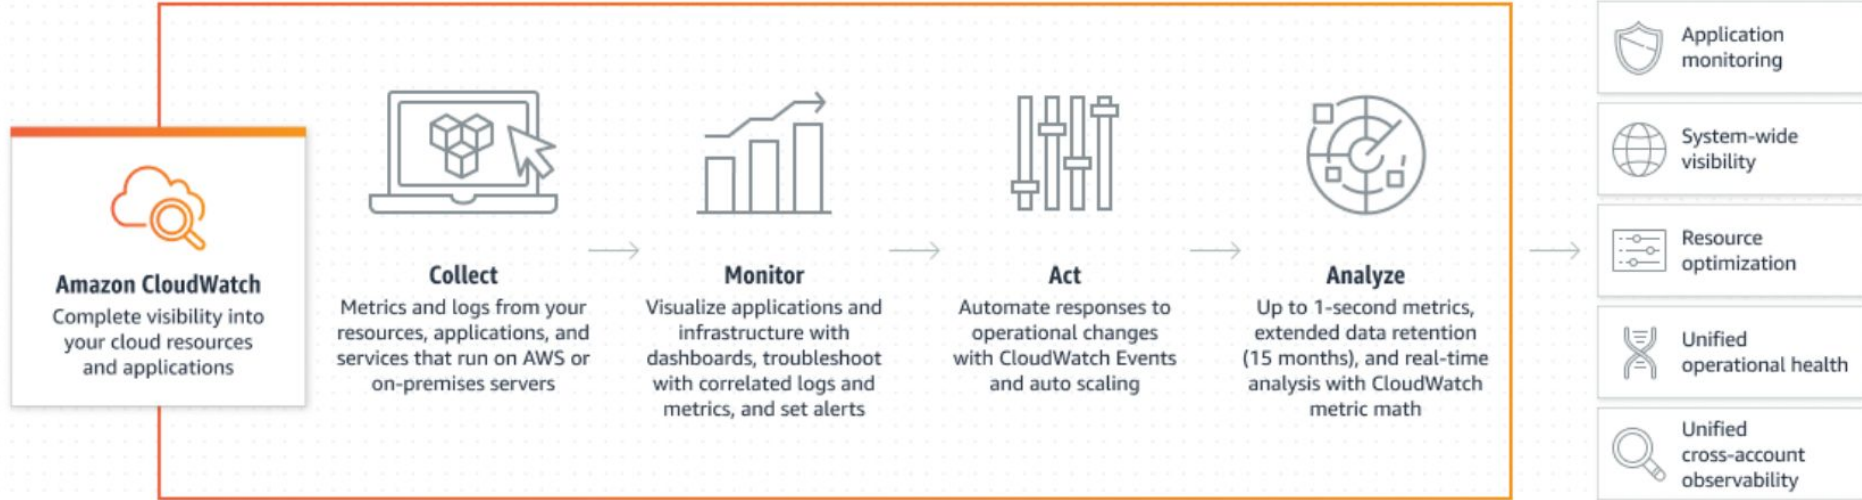 Amazon CloudWatch
Complete visibility into
your cloud resources
and applications
Collect
Metrics and logs from your
resources, applications, and
services that run on AWS or
on-premises servers
Monitor
Visualize applications and
infrastructure with
dashboards, troubleshoot
with correlated logs and
metrics, and set alerts
Act
Automate responses to
operational changes
with CloudWatch Events
and auto scaling
Analyze
Up to 1-second metrics,
extended data retention
(15 months), and real-time
analysis with CloudWatch
metric math
Application
monitoring
System-wide
visibility
Resource
optimization
Unified
operational health
Unified
cross-account
observability